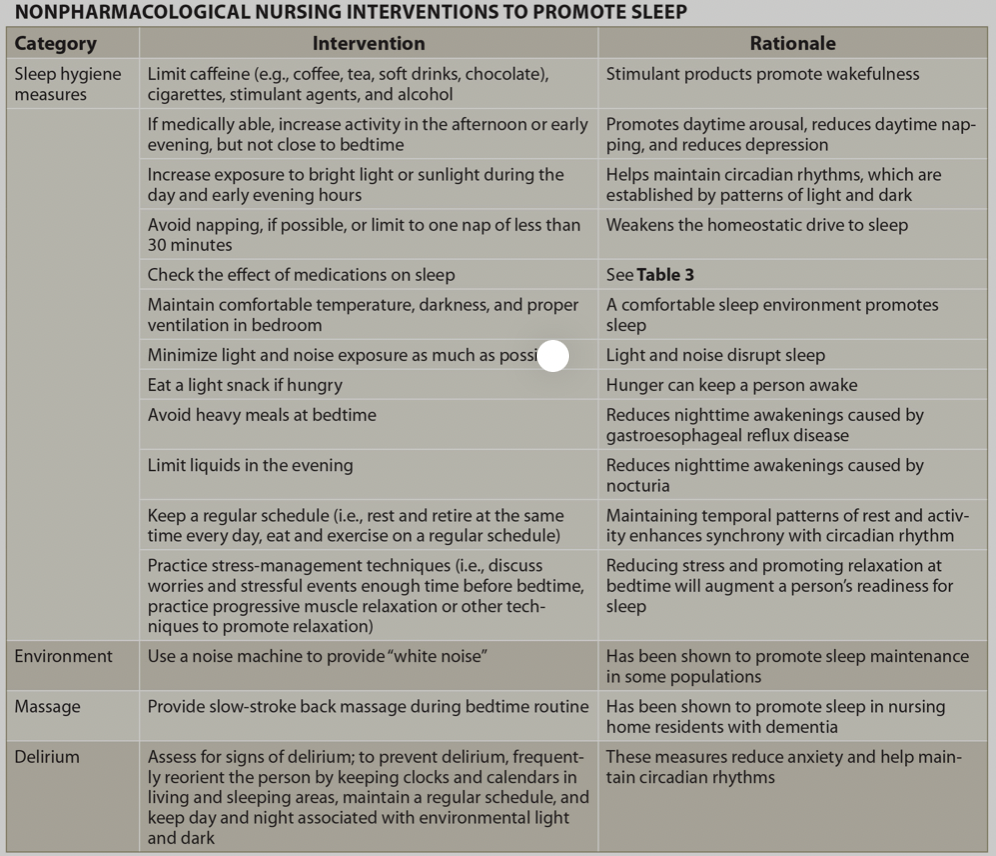 NONPHARMACOLOGICAL NURSING INTERVENTIONS TO PROMOTE SLEEP
Category Intervention Rationale
Sleep hygiene measures
Limit caffeine (e.g., coffee, tea, soft drinks, chocolate),
cigarettes, stimulant agents, and alcohol
Stimulant products promote wakefulness
If medically able, increase activity in the afternoon or early
evening, but not close to bedtime
Promotes daytime arousal, reduces daytime nap-
ping, and reduces depression
Increase exposure to bright light or sunlight during the
day and early evening hours
Helps maintain circadian rhythms, which are
established by patterns of light and dark
Avoid napping, if possible, or limit to one nap of less than
30 minutes
Weakens the homeostatic drive to sleep
Check the effect of medications on sleep
See Table 3
Maintain comfortable temperature, darkness, and proper
ventilation in bedroom
A comfortable sleep environment promotes
sleep
Minimize light and noise exposure as much as
Light and noise disrupt sleep
Eat a light snack if hungry
Hunger can keep a person awake
Avoid heavy meals at bedtime
Reduces nighttime awakenings caused by
gastroesophageal reflux disease
Limit liquids in the evening
Reduces nighttime awakenings caused by
nocturia
Keep a regular schedule (i.e., rest and retire at the same
time every day, eat and exercise on a regular schedule)
Maintaining temporal patterns of rest and activ-
ity enhances synchrony with circadian rhythm
Practice stress-management techniques (i.e., discuss
worries and stressful events enough time before bedtime,
practice progressive muscle relaxation or other tech-
niques to promote relaxation)
Reducing stress and promoting relaxation at
bedtime will augment a person's readiness for
sleep
Environment
Use a noise machine to provide "white noise"
Has been shown to promote sleep maintenance
in some populations
Massage
Provide slow-stroke back massage during bedtime routine
Has been shown to promote sleep in nursing
home residents with dementia
Delirium
Assess for signs of delirium; to prevent delirium, frequent-
ly reorient the person by keeping clocks and calendars in
living and sleeping areas, maintain a regular schedule, and
keep day and night associated with environmental light
and dark
These measures reduce anxiety and help main-
tain circadian rhythms